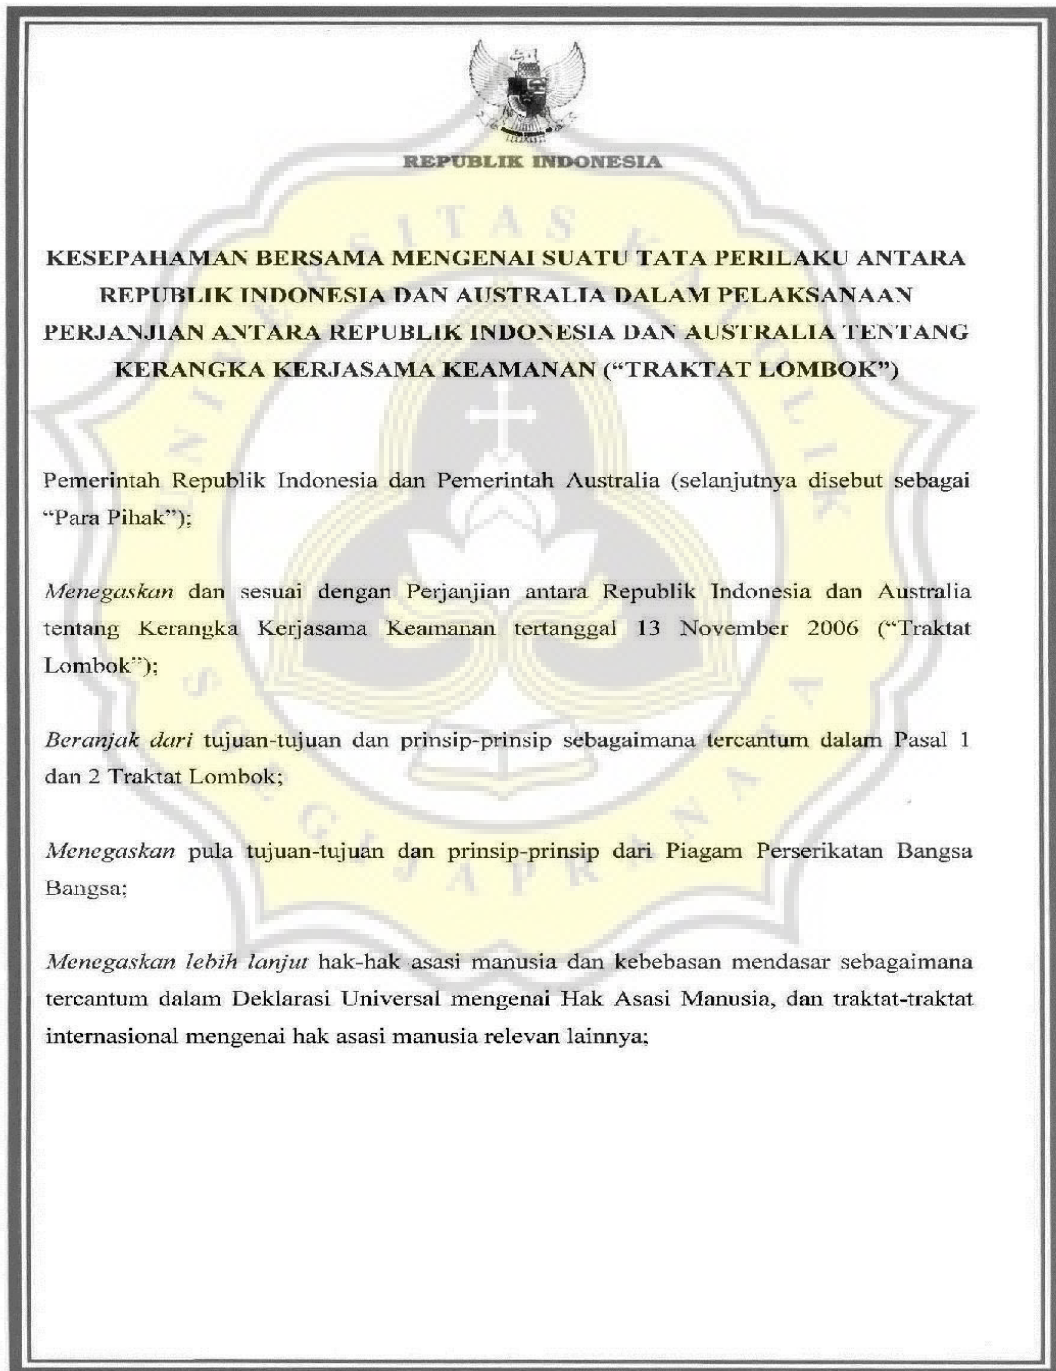 REPUBLIK INDONESIA
KESEPAHAMAN BERSAMA MENGENAI SUATU TATA PERILAKU ANTARA
REPUBLIK INDONESIA DAN AUSTRALIA DALAM PELAKSANAAN
PERJANJIAN ANTARA REPUBLIK INDONESIA DAN AUSTRALIA TENTANG
KERANGKA KERJASAMA KEAMANAN (“TRAKTAT LOMBOK”)
Pemerintah Republik Indonesia dan Pemerintah Australia (selanjutnya disebut sebagai
“Para Pihak”);
Menegaskan dan sesuai dengan Perjanjian antara Republik Indonesia dan Australia
tentang Kerangka Kerjasama Keamanan tertanggal 13 November 2006 (“Traktat
Lombok”);
Beranjak dari tujuan-tujuan dan prinsip-prinsip sebagaimana tercantum dalam Pasal 1
dan 2 Traktat Lombok;
Menegaskan pula tujuan-tujuan dan prinsip-prinsip dari Piagam Perserikatan Bangsa
Bangsa;
Menegaskan lebih lanjut hak-hak asasi manusia dan kebebasan mendasar sebagaimana
tercantum dalam Deklarasi Universal mengenai Hak Asasi Manusia, dan traktat-traktat
internasional mengenai hak asasi manusia relevan lainnya;
UNIVERSITAS KATOLIK
SOEGIJAPRANATA